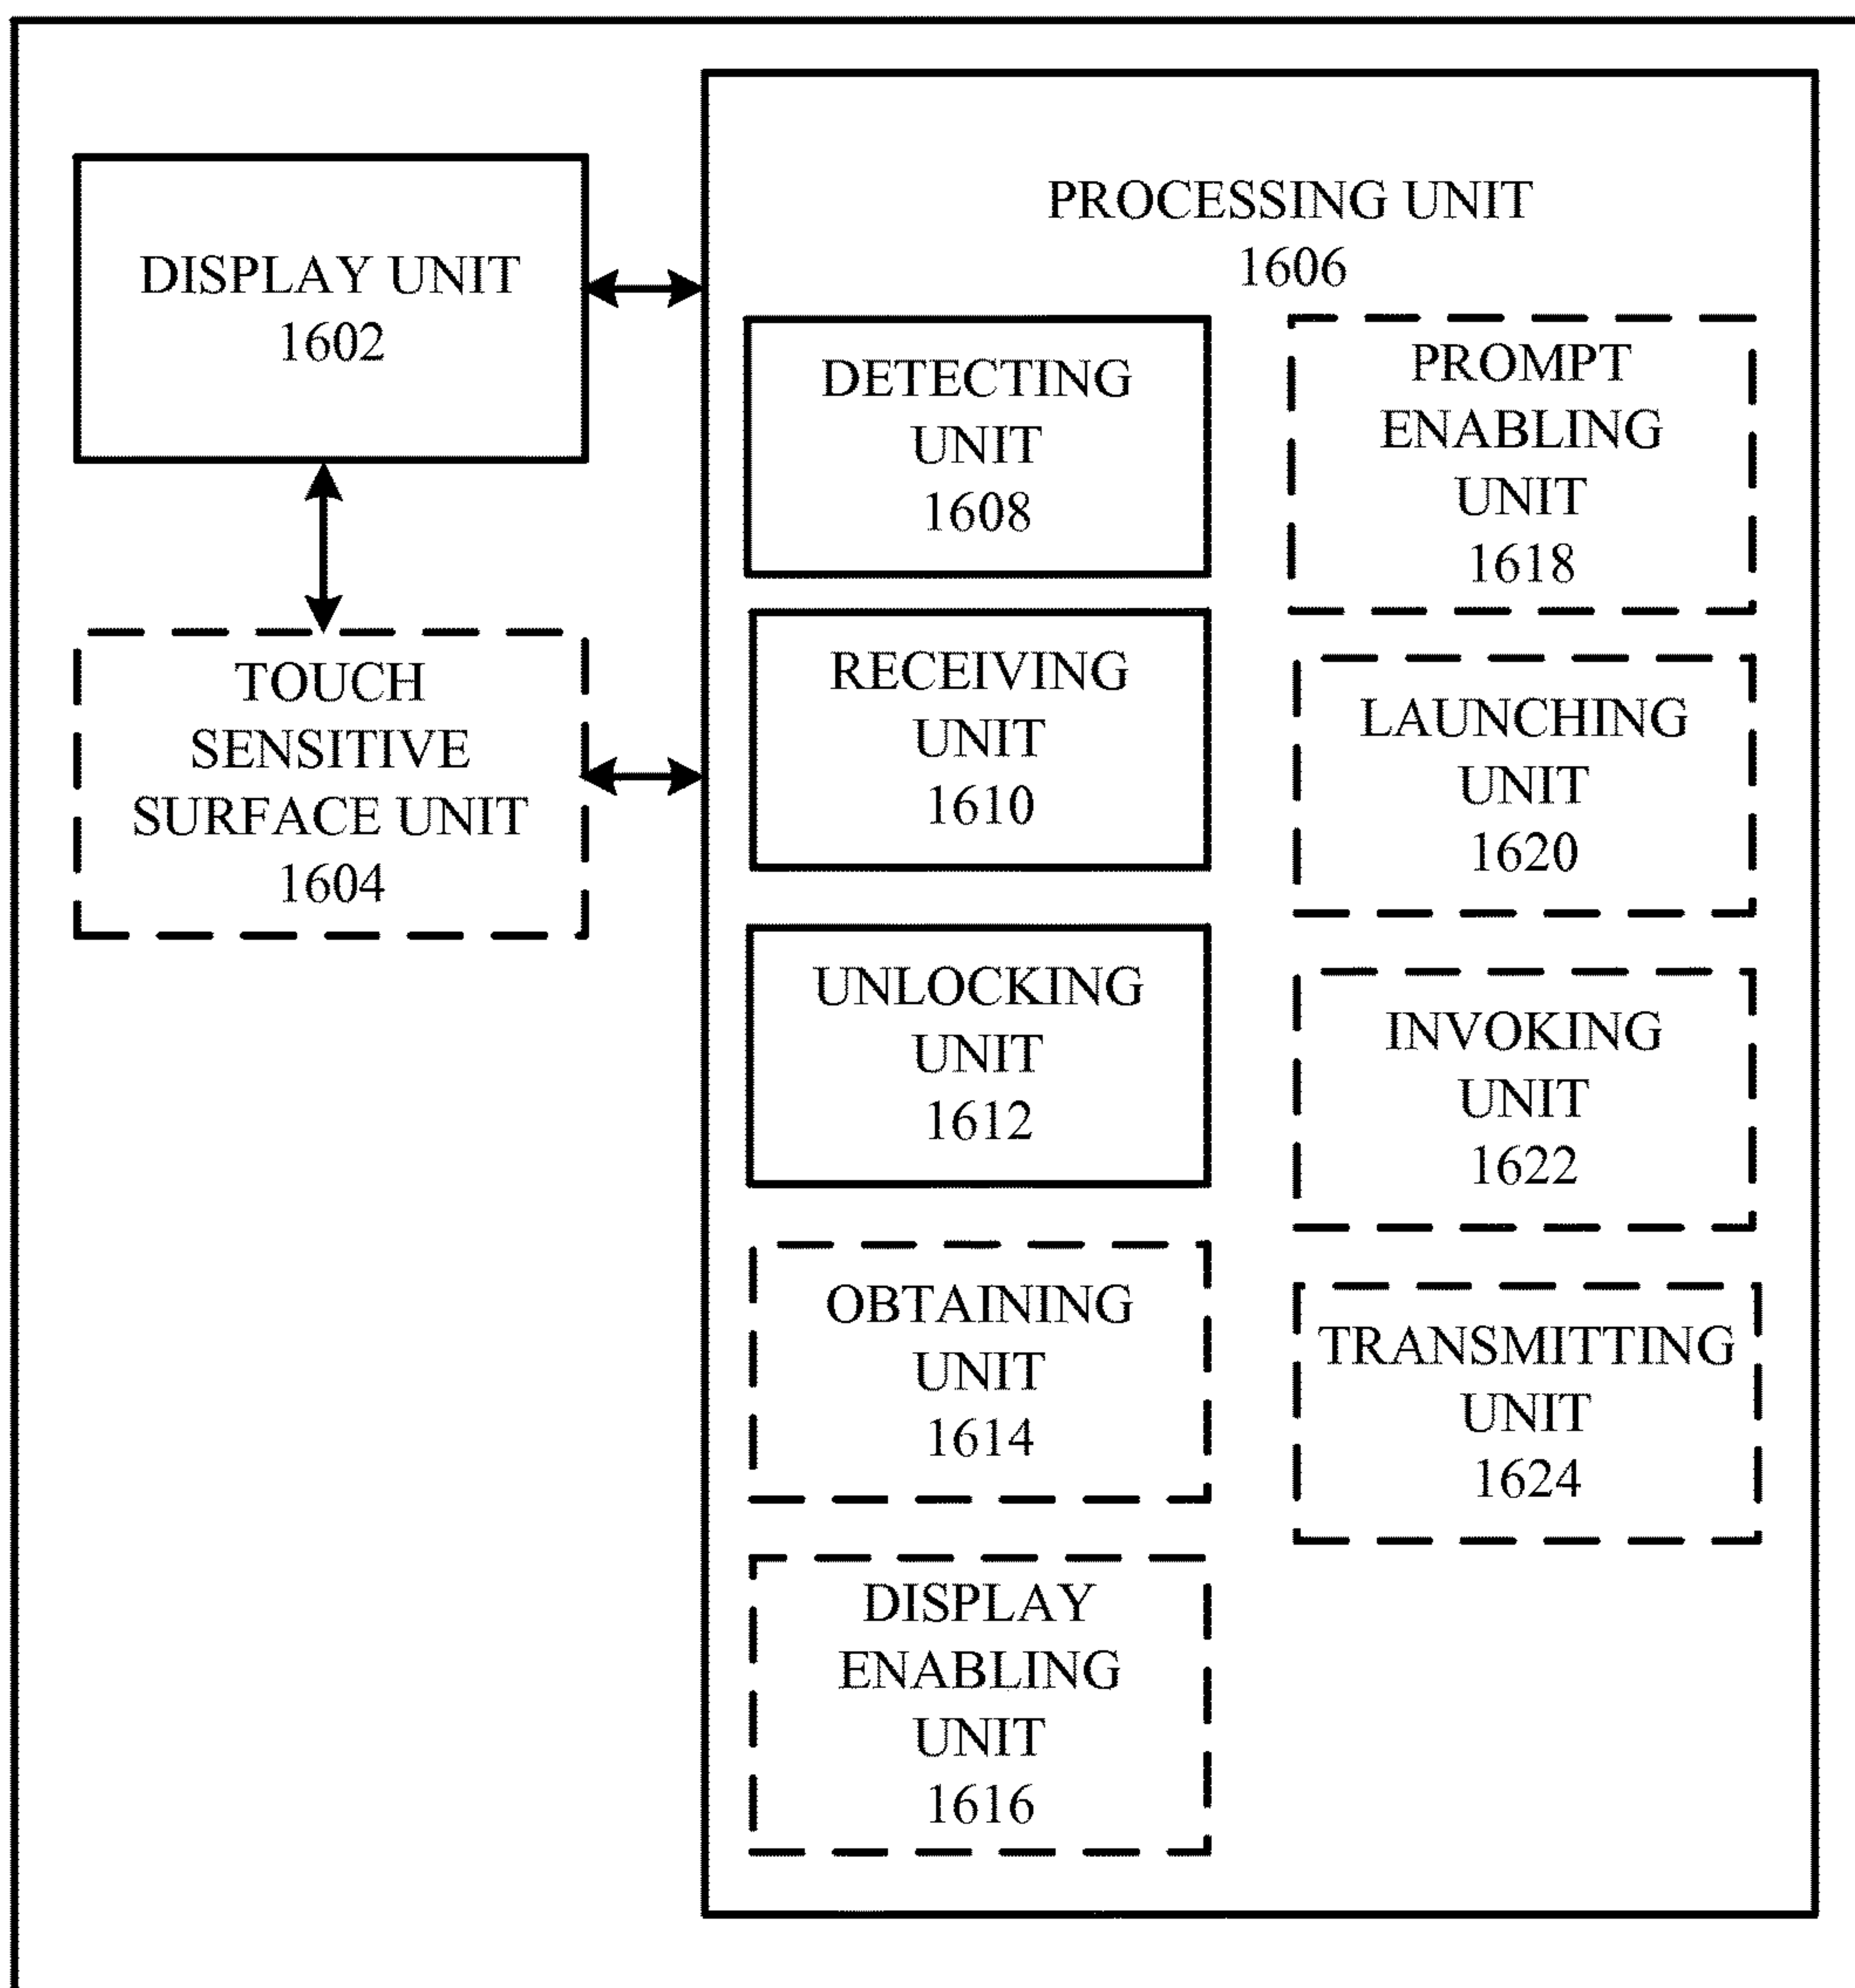 DISPLAY UNIT
1602
TOUCH
SENSITIVE
SURFACE UNIT
1604
PROCESSING UNIT
1606
DETECTING
UNIT
1608
RECEIVING
UNIT
1610
UNLOCKING
UNIT
1612
OBTAINING
UNIT
1614
DISPLAY
ENABLING
UNIT
1616
PROMPT
ENABLING
UNIT
1618
LAUNCHING
UNIT
1620
INVOKING
UNIT
1622
TRANSMITTING
UNIT
1624